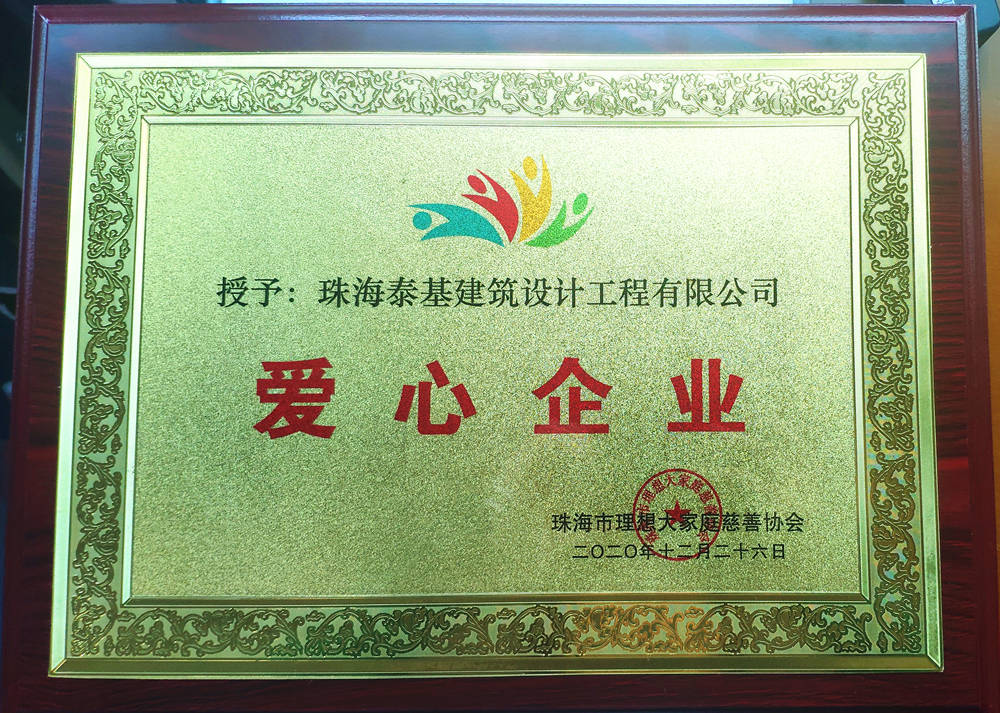 授予：珠海泰基建筑设计工程有限公司
爱心企业
珠海市理想大家庭慈善协会
二〇二〇年十二月二十六日